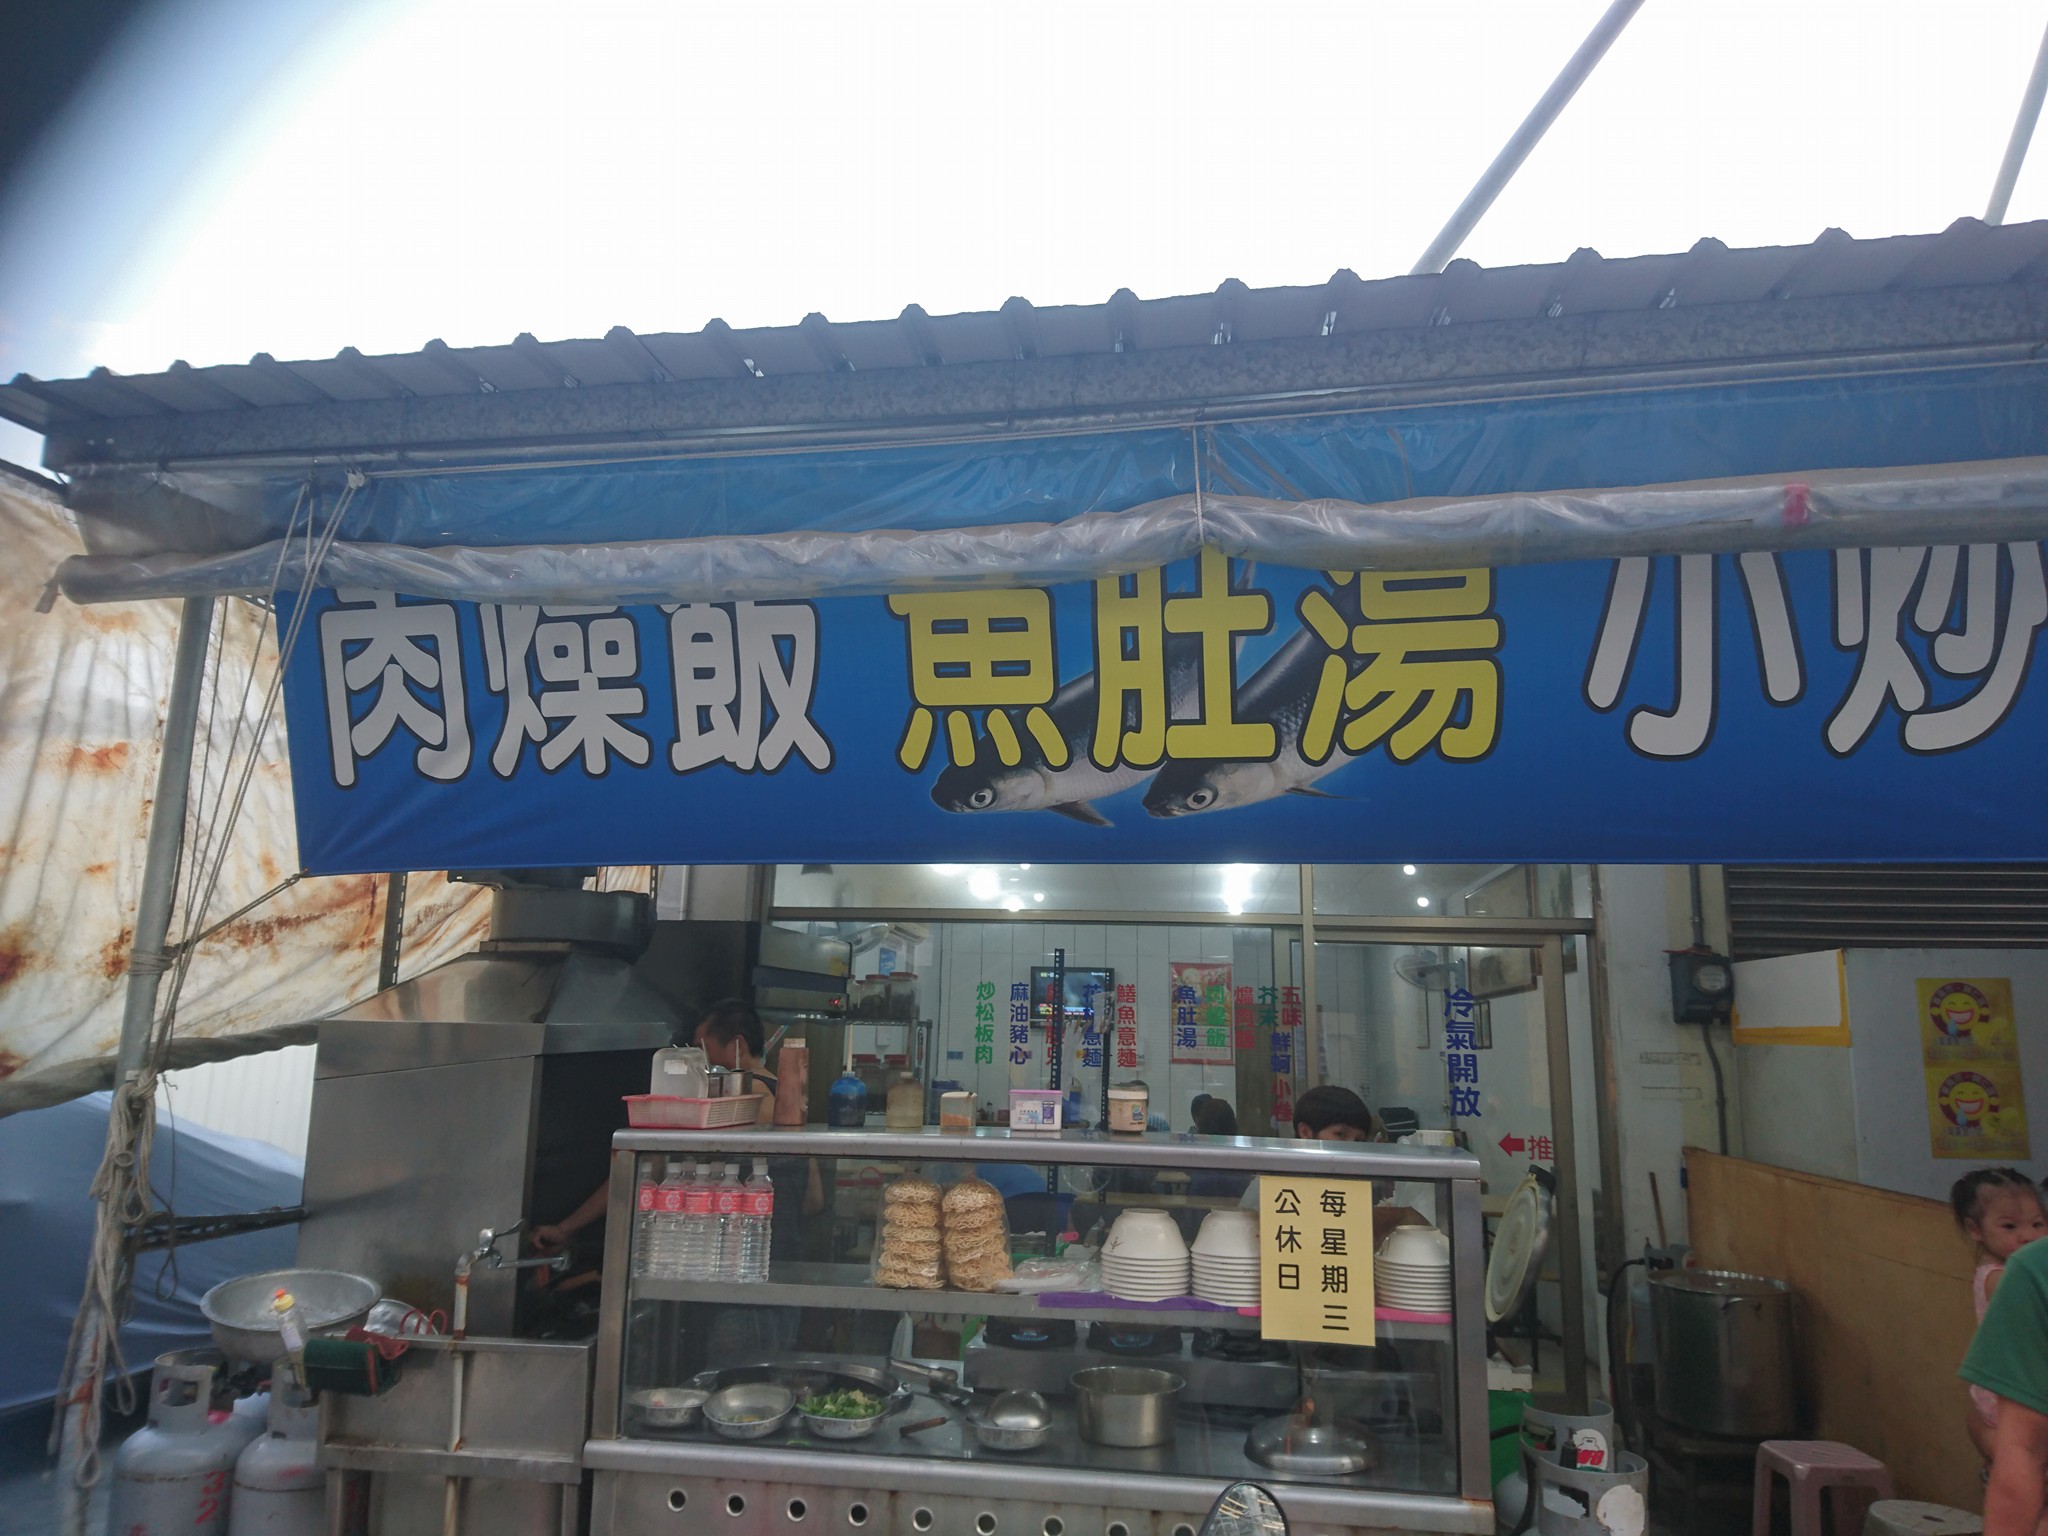 肉燥飯 魚肚湯 小炒
炒松板肉
麻油豬心
鱔魚意麵
魚肚湯
五味
芥末
鮮蚵
冷氣開放
推
每星期三
公休日
32